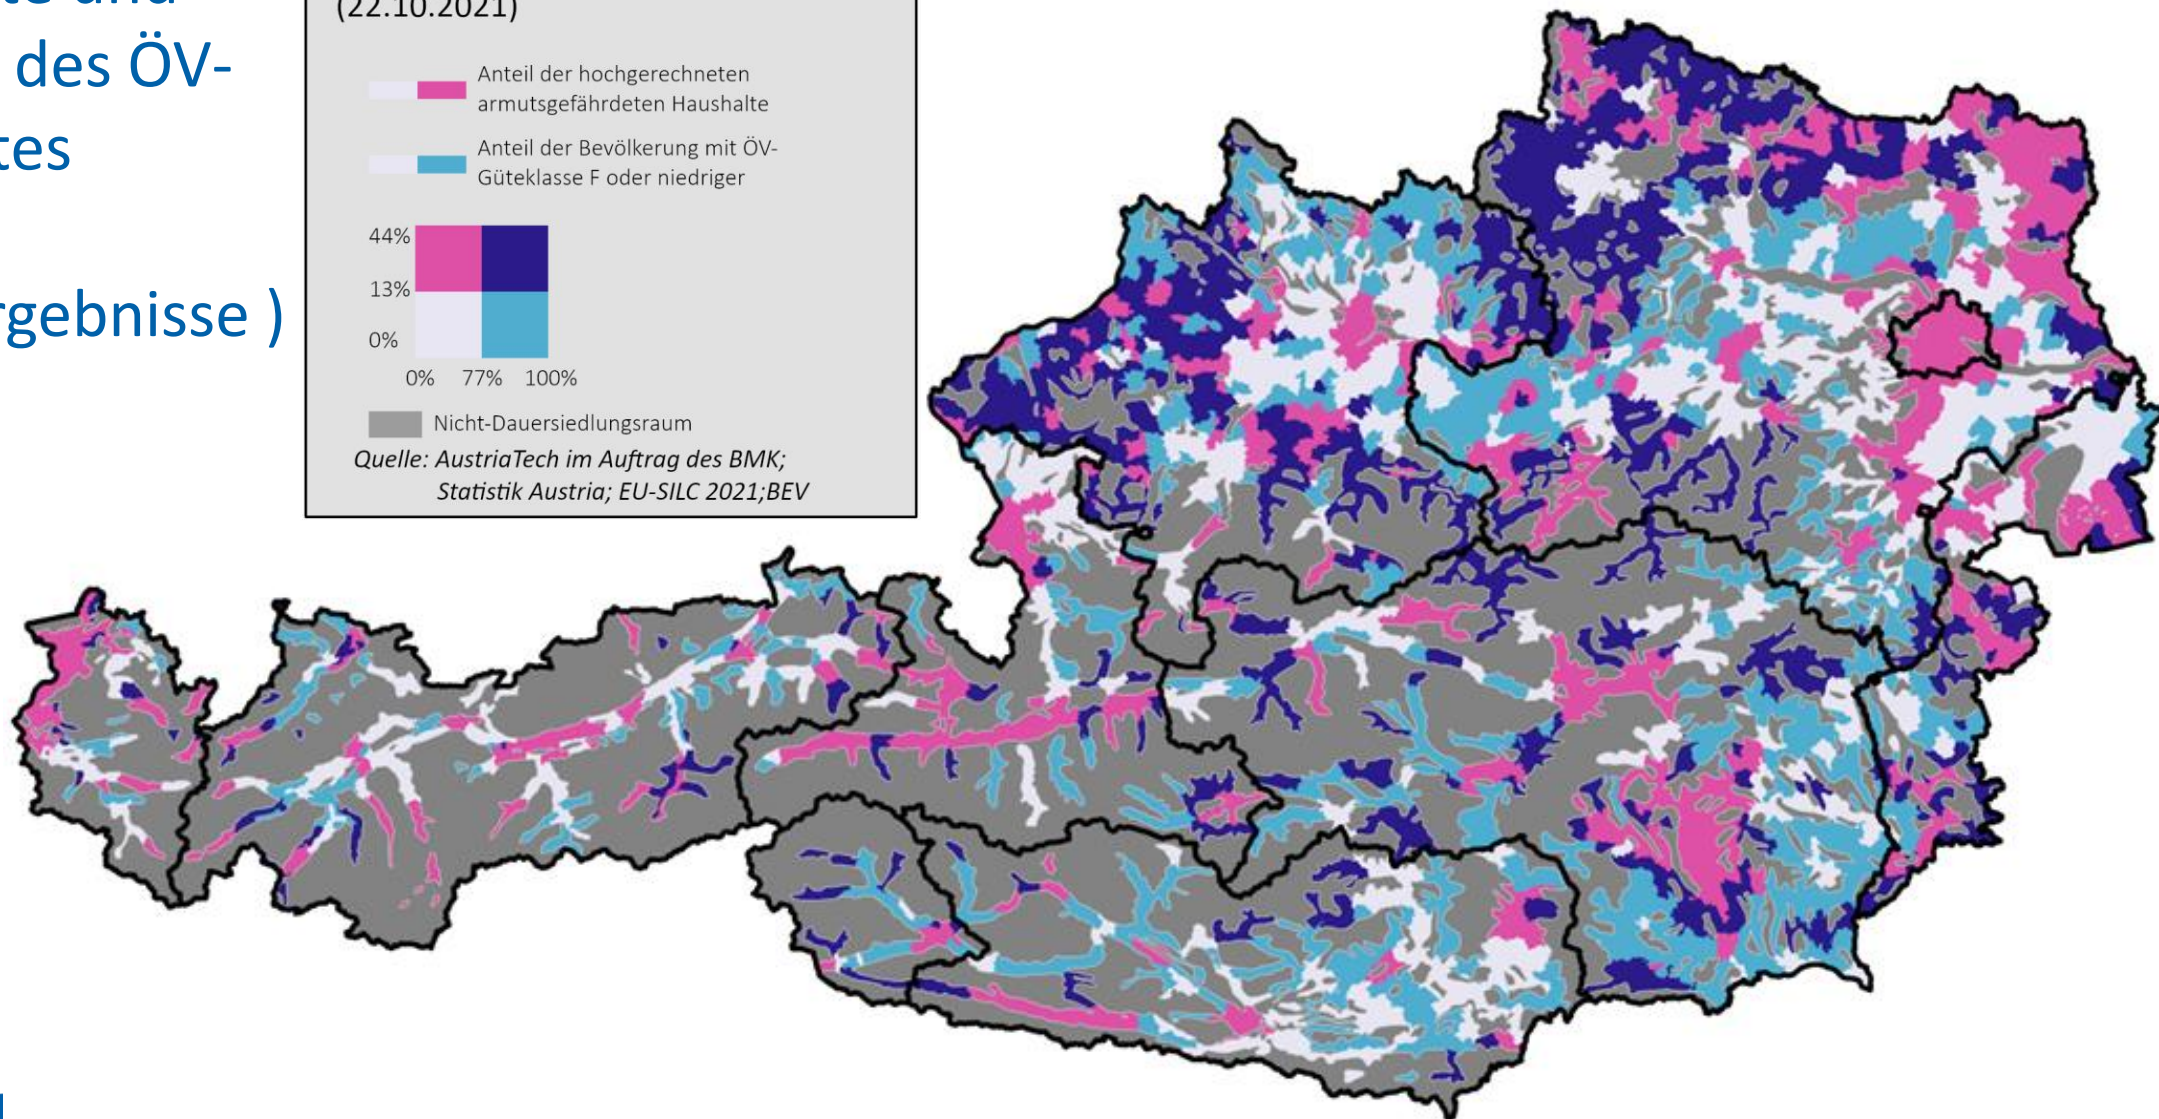 und
des ÖV-
(22.10.2021)
Anteil der hochgerechneten
armutsgefährdeten Haushalte
Anteil der Bevölkerung mit ÖV-
Güteklasse F oder niedriger
44%
13%
0%
0% 77% 100%
Nicht-Dauersiedlungsraum
Quelle: AustriaTech im Auftrag des BMK;
Statistik Austria; EU-SILC 2021;BEV